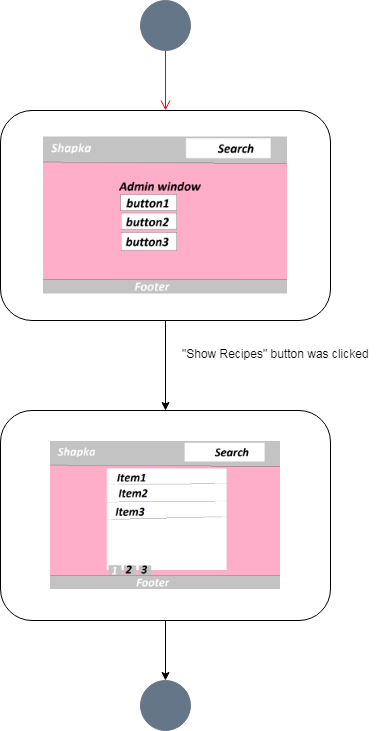 Shapka Search
Admin window
button1
button2
button3
Footer
"Show Recipes" button was clicked
Shapka Search
Item1
Item2
Item3
1 2 3
Footer